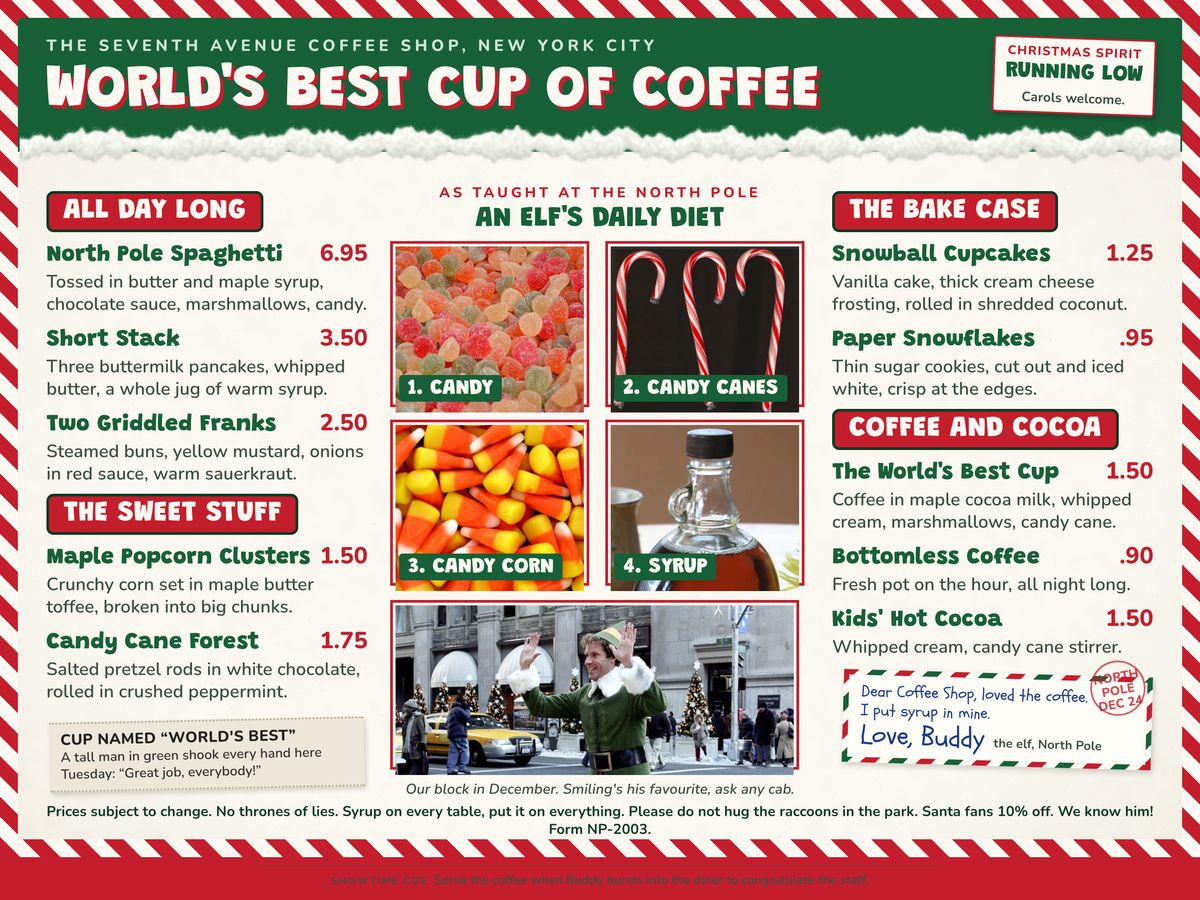 THE SEVENTH AVENUE COFFEE SHOP, NEW YORK CITY
WORLD'S BEST CUP OF COFFEE
CHRISTMAS SPIRIT
RUNNING LOW
Carols welcome.
ALL DAY LONG
North Pole Spaghetti 6.95
Tossed in butter and maple syrup,
chocolate sauce, marshmallows, candy.
Short Stack 3.50
Three buttermilk pancakes, whipped
butter, a whole jug of warm syrup.
Two Griddled Franks 2.50
Steamed buns, yellow mustard, onions
in red sauce, warm sauerkraut.
THE SWEET STUFF
Maple Popcorn Clusters 1.50
Crunchy corn set in maple butter
toffee, broken into big chunks.
Candy Cane Forest 1.75
Salted pretzel rods in white chocolate,
rolled in crushed peppermint.
CUP NAMED “WORLD'S BEST”
A tall man in green shook every hand here
Tuesday: “Great job, everybody!”
AS TAUGHT AT THE NORTH POLE
AN ELF'S DAILY DIET
1. CANDY
2. CANDY CANES
3. CANDY CORN
4. SYRUP
Our block in December. Smiling's his favourite, ask any cab.
THE BAKE CASE
Snowball Cupcakes 1.25
Vanilla cake, thick cream cheese
frosting, rolled in shredded coconut.
Paper Snowflakes .95
Thin sugar cookies, cut out and iced
white, crisp at the edges.
COFFEE AND COCOA
The World's Best Cup 1.50
Coffee in maple cocoa milk, whipped
cream, marshmallows, candy cane.
Bottomless Coffee .90
Fresh pot on the hour, all night long.
Kids' Hot Cocoa 1.50
Whipped cream, candy cane stirrer.
Dear Coffee Shop, loved the coffee.
I put syrup in mine.
Love, Buddy the elf, North Pole
NORTH
POLE
DEC 24
Prices subject to change. No thrones of lies. Syrup on every table, put it on everything. Please do not hug the raccoons in the park. Santa fans 10% off. We know him!
Form NP-2003.
SHOWTIME CUE Serve the coffee when Buddy bursts into the diner to congratulate the staff.